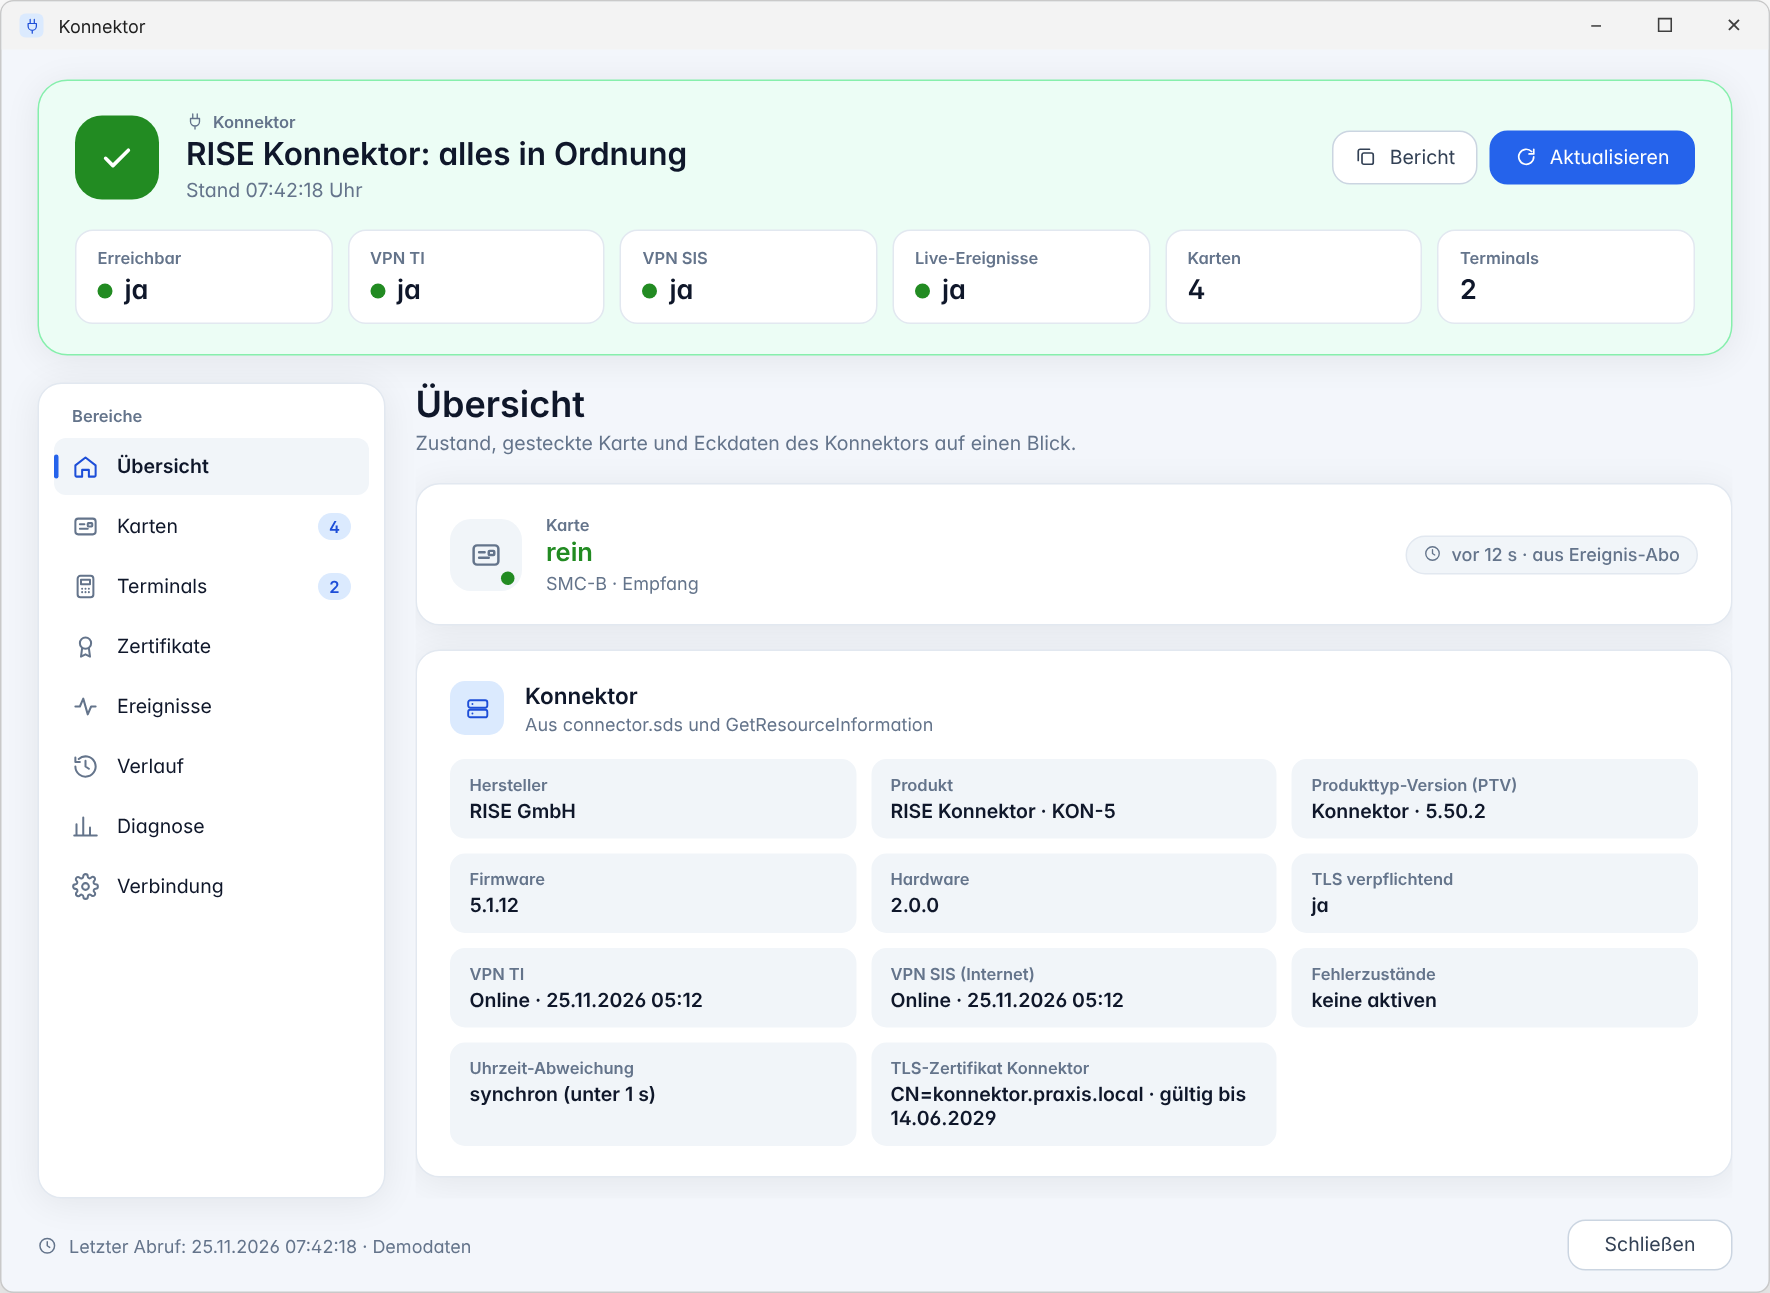 Konnektor
Konnektor
RISE Konnektor: alles in Ordnung
Stand 07:42:18 Uhr
Bericht
Aktualisieren
Erreichbar
ja
VPN TI
ja
VPN SIS
ja
Live-Ereignisse
ja
Karten
4
Terminals
2
Bereiche
Übersicht
Karten 4
Terminals 2
Zertifikate
Ereignisse
Verlauf
Diagnose
Verbindung
Übersicht
Zustand, gesteckte Karte und Eckdaten des Konnektors auf einen Blick.
Karte
rein
SMC-B · Empfang
vor 12 s · aus Ereignis-Abo
Konnektor
Aus connector.sds und GetResourceInformation
Hersteller
RISE GmbH
Produkt
RISE Konnektor · KON-5
Produkttyp-Version (PTV)
Konnektor · 5.50.2
Firmware
5.1.12
Hardware
2.0.0
TLS verpflichtend
ja
VPN TI
Online · 25.11.2026 05:12
VPN SIS (Internet)
Online · 25.11.2026 05:12
Fehlerzustände
keine aktiven
Uhrzeit-Abweichung
synchron (unter 1 s)
TLS-Zertifikat Konnektor
CN=konnektor.praxis.local · gültig bis
14.06.2029
Letzter Abruf: 25.11.2026 07:42:18 · Demodaten
Schließen